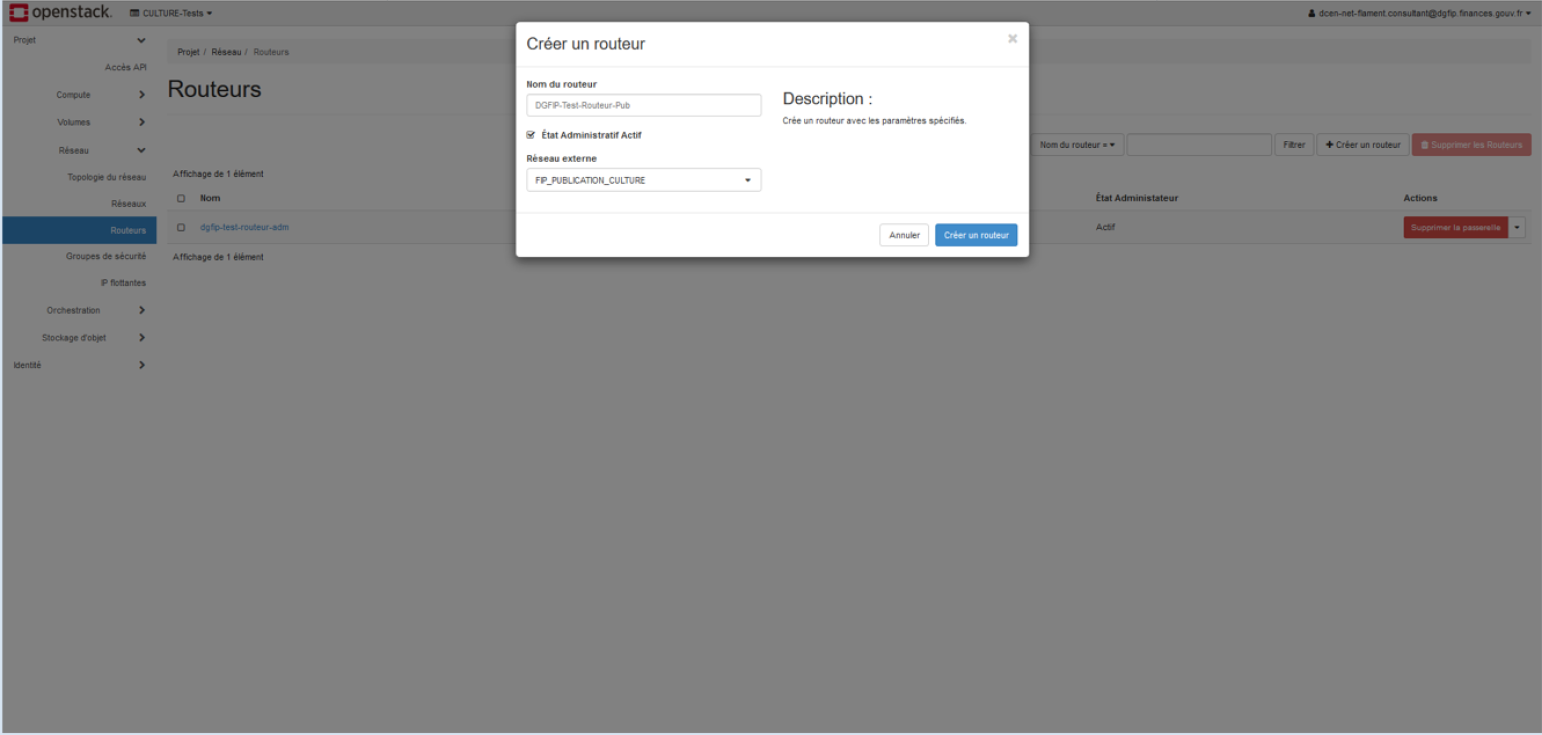 openstack. CULTURE-Tests
dcen-net-flament.consultant@dgfip.finances.gouv.fr
Projet
Accès API
Compute
Volumes
Réseau
Topologie du réseau
Réseaux
Routeurs
Groupes de sécurité
IP flottantes
Orchestration
Stockage d'objet
Identité
Projet / Réseau / Routeurs
Routeurs
Nom du routeur =
Filtrer
+ Créer un routeur
Supprimer les Routeurs
Affichage de 1 élément
Nom
État Administateur
Actions
dgfip-test-routeur-adm
Actif
Supprimer la passerelle
Affichage de 1 élément
Créer un routeur
×
Nom du routeur
DGFIP-Test-Routeur-Pub
État Administratif Actif
Réseau externe
FIP_PUBLICATION_CULTURE
Description :
Crée un routeur avec les paramètres spécifiés.
Annuler
Créer un routeur